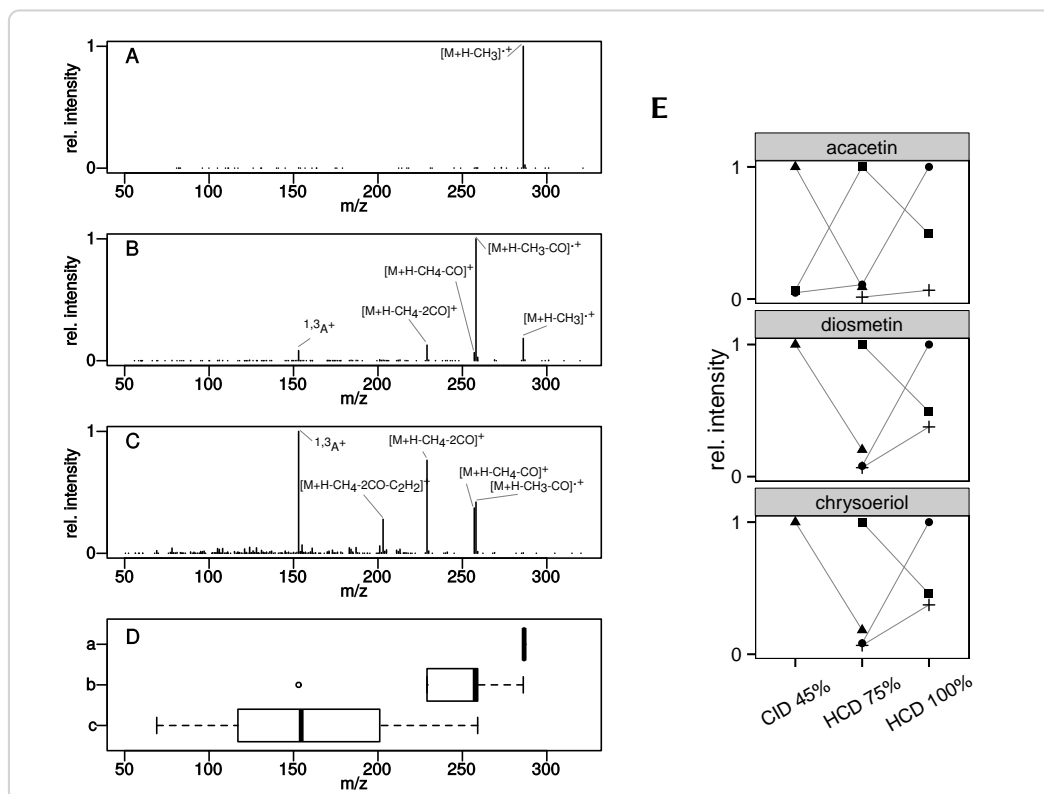 A
rel. intensity
1
0
[M+H-CH3]•+
50 100 150 200 250 300
m/z
B
rel. intensity
1
0
[M+H-CH3-CO]•+
[M+H-CH4-CO]+
[M+H-CH4-2CO]+
[M+H-CH3]•+
1,3A+
50 100 150 200 250 300
m/z
C
rel. intensity
1
0
1,3A+
[M+H-CH4-2CO]+
[M+H-CH4-CO]+
[M+H-CH4-2CO-C2H2]+
[M+H-CH3-CO]•+
50 100 150 200 250 300
m/z
D
a
b
c
50 100 150 200 250 300
m/z
E
rel. intensity
acacetin
1
0
diosmetin
1
0
chrysoeriol
1
0
CID 45% HCD 75% HCD 100%